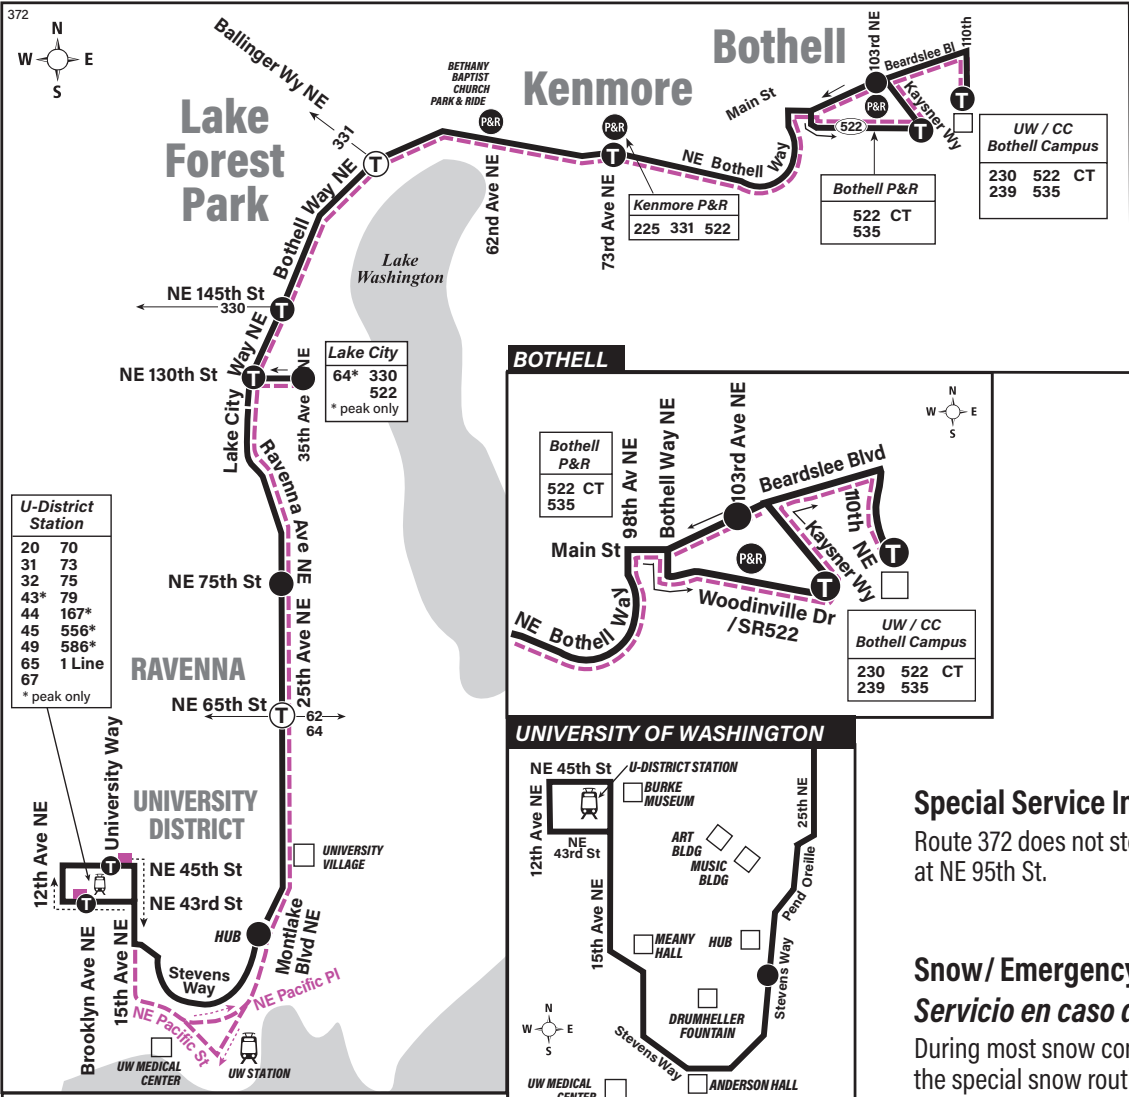 372
N
W E
S
Ballinger Wy NE
331
Lake
Forest
Park
BETHANY
BAPTIST
CHURCH
PARK & RIDE
P&R
Kenmore
P&R
Bothell
103rd NE
Beardslee Bl
110th
Main St
P&R
Kaysner Wy
T
T
522
UW / CC
Bothell Campus
230 522 CT
239 535
Bothell P&R
522 CT
535
NE Bothell Way
T
T
62nd Ave NE
73rd Ave NE
Kenmore P&R
225 331 522
Bothell Way NE
Lake
Washington
NE 145th St
330
T
NE 130th St
T
Lake City Way NE
35th Ave NE
Lake City
64* 330
522
* peak only
Ravenna Ave NE
U-District
Station
20 70
31 73
32 75
43* 79
44 167*
45 556*
49 586*
65 1 Line
67
* peak only
NE 75th St
25th Ave NE
RAVENNA
NE 65th St
T
62
64
University Way
UNIVERSITY
DISTRICT
UNIVERSITY
VILLAGE
12th Ave NE
T
NE 45th St
T
NE 43rd St
HUB
Montlake
Blvd NE
Brooklyn Ave NE
15th Ave NE
Stevens
Way
NE Pacific Pl
NE Pacific St
UW MEDICAL
CENTER
UW STATION
BOTHELL
N
W E
S
Bothell
P&R
522 CT
535
98th Av NE
Bothell Way NE
103rd Ave NE
Beardslee Blvd
110th NE
Main St
P&R
Kaysner Wy
T
T
Woodinville Dr
/SR522
NE Bothell Way
UW / CC
Bothell Campus
230 522 CT
239 535
UNIVERSITY OF WASHINGTON
NE 45th St
U-DISTRICT STATION
BURKE
MUSEUM
12th Ave NE
NE
43rd St
25th NE
ART
BLDG
MUSIC
BLDG
Pend Oreille
15th Ave NE
MEANY
HALL
HUB
Stevens Way
DRUMHELLER
FOUNTAIN
N
W E
S
Stevens Way
ANDERSON HALL
UW MEDICAL
CENTER
Special Service In
Route 372 does not sto
at NE 95th St.
Snow/ Emergency
Servicio en caso d
During most snow con
the special snow rout